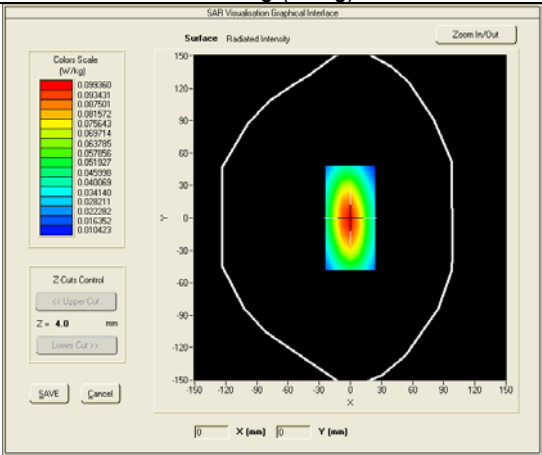 SAR Visualisation Graphical Interface
Surface Radiated Intensity
Zoom In/Out
Colors Scale
(W/kg)
0.099360
0.093431
0.087501
0.081572
0.075643
0.069714
0.063785
0.057856
0.051927
0.045998
0.040069
0.034140
0.028211
0.022282
0.016352
0.010423
Z-Cuts Control
<< Upper Cut
Z = 4.0 mm
Lower Cut >>
SAVE Cancel
150
120
90
60
30
0
-30
-60
-90
-120
-150
Y
-150 -120 -90 -60 -30 0 30 60 90 120 150
X
0 X (mm) 0 Y (mm)